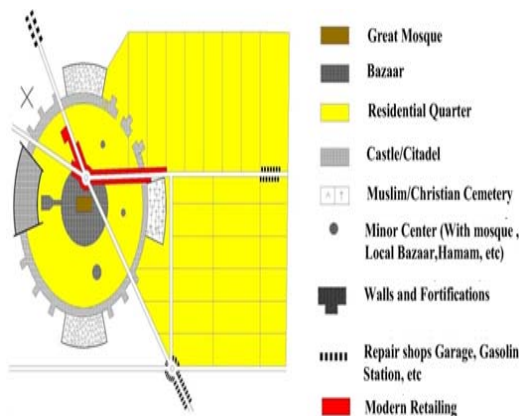 Great Mosque
Bazaar
Residential Quarter
Castle/Citadel
Muslim/Christian Cemetery
Minor Center (With mosque ,
Local Bazaar,Hamam, etc)
Walls and Fortifications
Repair shops Garage, Gasolin
Station, etc
Modern Retailing